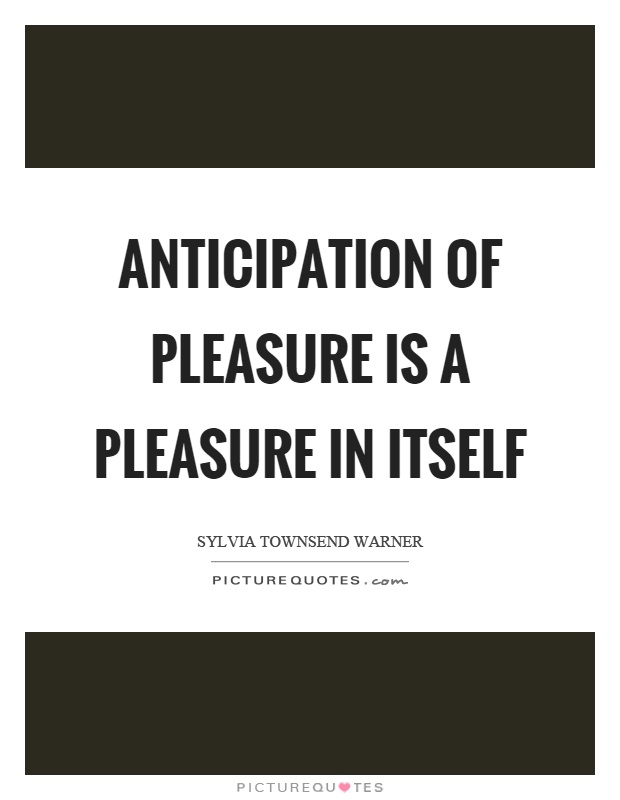 ANTICIPATION OF
PLEASURE IS A
PLEASURE IN ITSELF
SYLVIA TOWNSEND WARNER
PICTUREQUOTES.com
PICTUREQUOTES